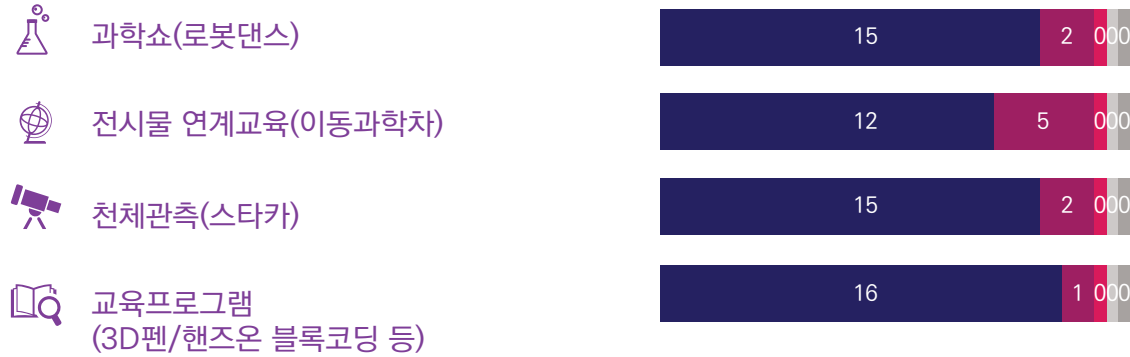 과학쇼(로봇댄스)
15 2 000
전시물 연계교육(이동과학차)
12 5 000
천체관측(스타카)
15 2 000
교육프로그램
(3D펜/핸즈온 블록코딩 등)
16 1 000